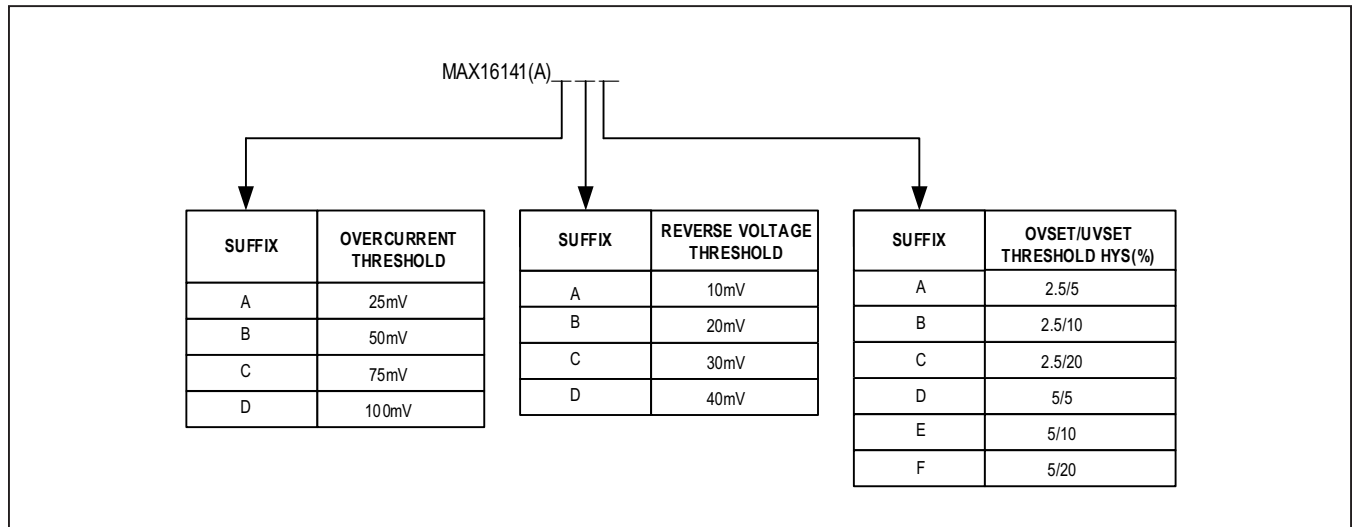 MAX16141(A)_ _ _
SUFFIX
OVERCURRENT
THRESHOLD
A 25mV
B 50mV
C 75mV
D 100mV
SUFFIX
REVERSE VOLTAGE
THRESHOLD
A 10mV
B 20mV
C 30mV
D 40mV
SUFFIX
OVSET/UVSET
THRESHOLD HYS(%)
A 2.5/5
B 2.5/10
C 2.5/20
D 5/5
E 5/10
F 5/20